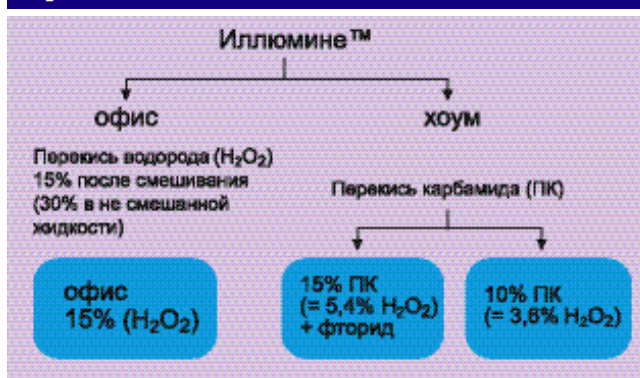 Иллюмине™
офис
хоум
Перекись водорода (H₂O₂)
15% после смешивания
(30% в не смешанной
жидкости)
Перекись карбамида (ПК)
офис
15% (H₂O₂)
15% ПК
(= 5,4% H₂O₂)
+ фторид
10% ПК
(= 3,6% H₂O₂)